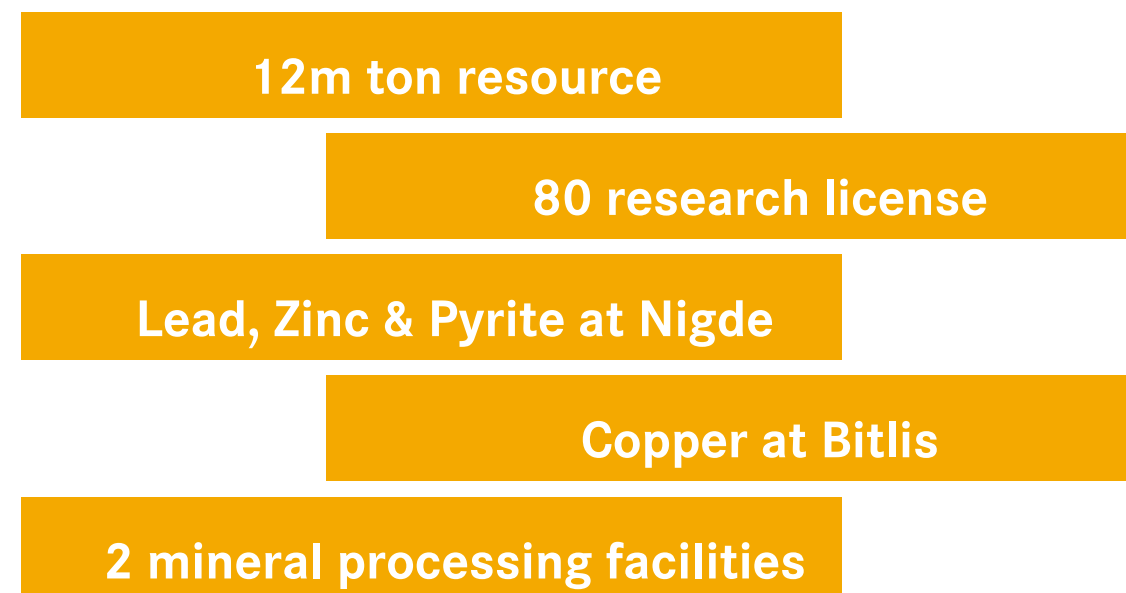 12m ton resource
80 research license
Lead, Zinc & Pyrite at Nigde
Copper at Bitlis
2 mineral processing facilities